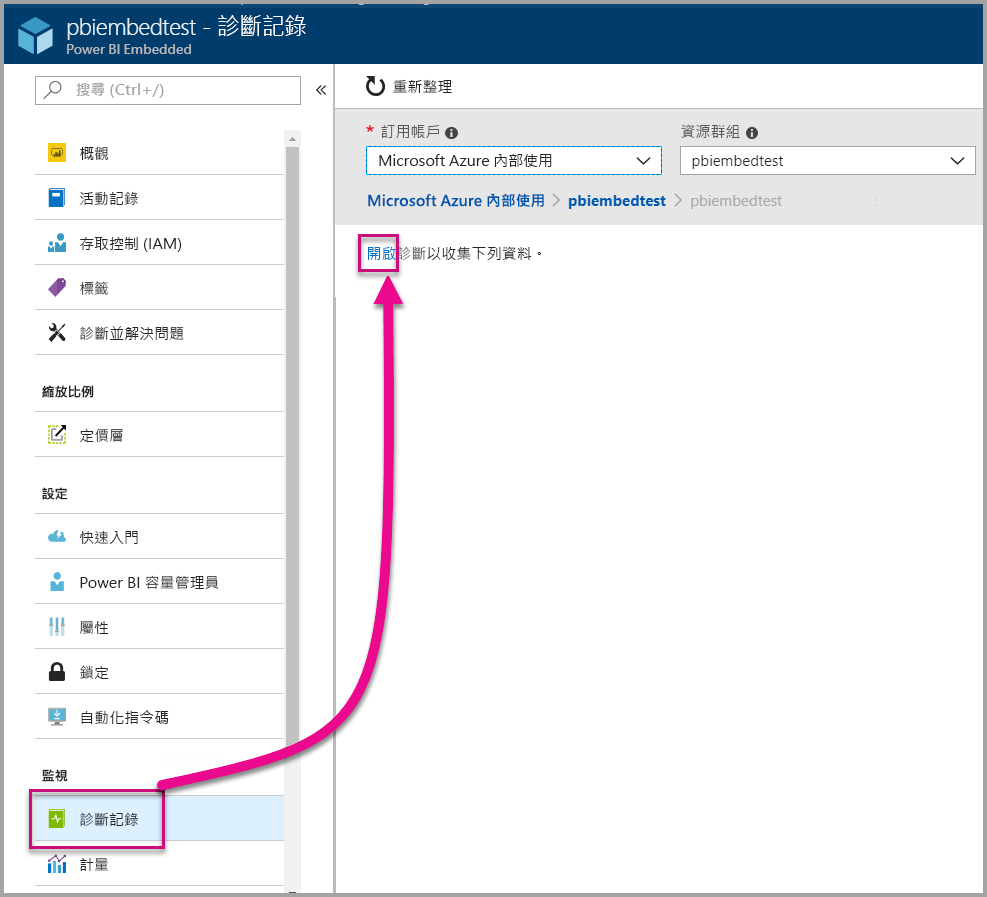 pbiembedtest - 診斷記錄
Power BI Embedded
搜尋 (Ctrl+/)
«
重新整理
* 訂用帳戶
資源群組
Microsoft Azure 內部使用
pbiembedtest
Microsoft Azure 內部使用 > pbiembedtest > pbiembedtest
開啟診斷以收集下列資料。
概觀
活動記錄
存取控制 (IAM)
標籤
診斷並解決問題
縮放比例
定價層
設定
快速入門
Power BI 容量管理員
屬性
鎖定
自動化指令碼
監視
診斷記錄
計量